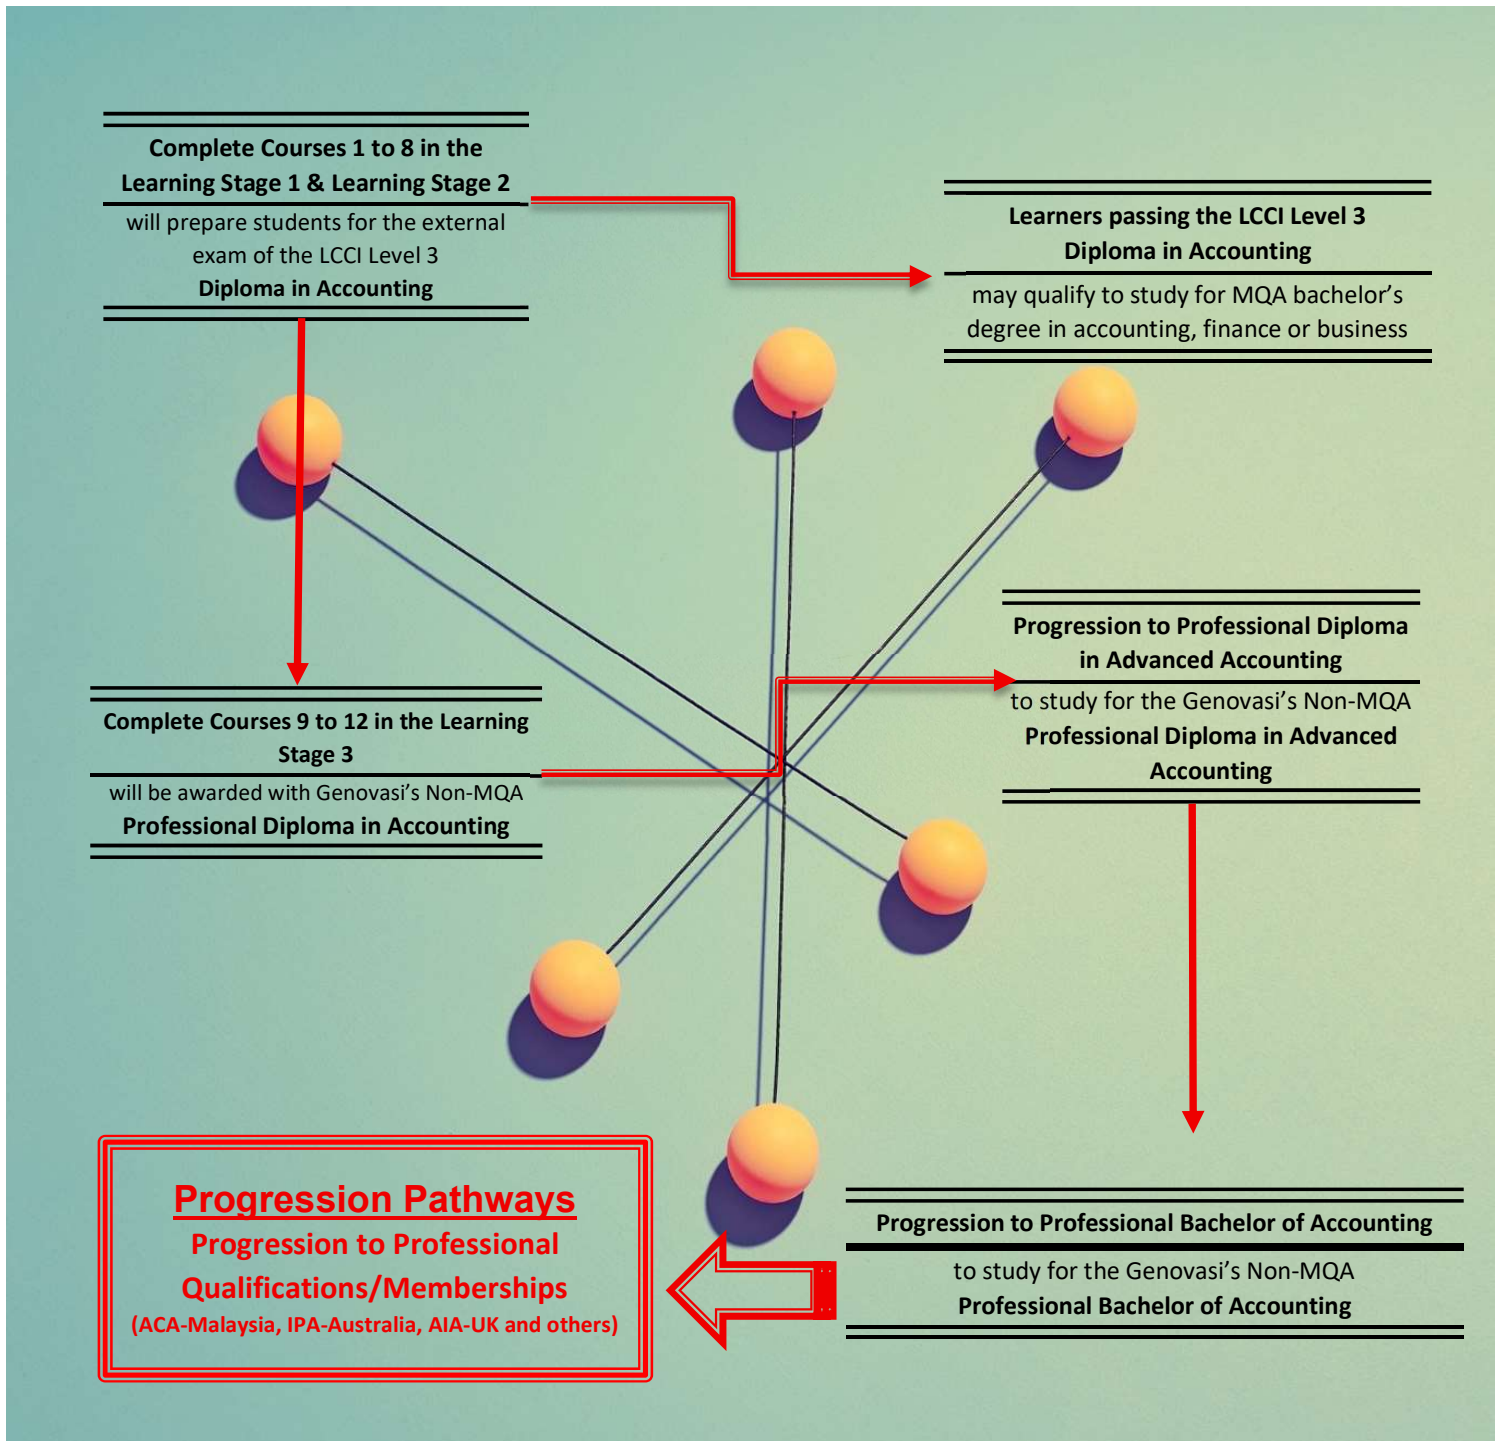 Complete Courses 1 to 8 in the
Learning Stage 1 & Learning Stage 2
will prepare students for the external
exam of the LCCI Level 3
Diploma in Accounting
Learners passing the LCCI Level 3
Diploma in Accounting
may qualify to study for MQA bachelor’s
degree in accounting, finance or business
Complete Courses 9 to 12 in the Learning
Stage 3
will be awarded with Genovasi’s Non-MQA
Professional Diploma in Accounting
Progression to Professional Diploma
in Advanced Accounting
to study for the Genovasi’s Non-MQA
Professional Diploma in Advanced
Accounting
Progression to Professional Bachelor of Accounting
to study for the Genovasi’s Non-MQA
Professional Bachelor of Accounting
Progression Pathways
Progression to Professional
Qualifications/Memberships
(ACA-Malaysia, IPA-Australia, AIA-UK and others)